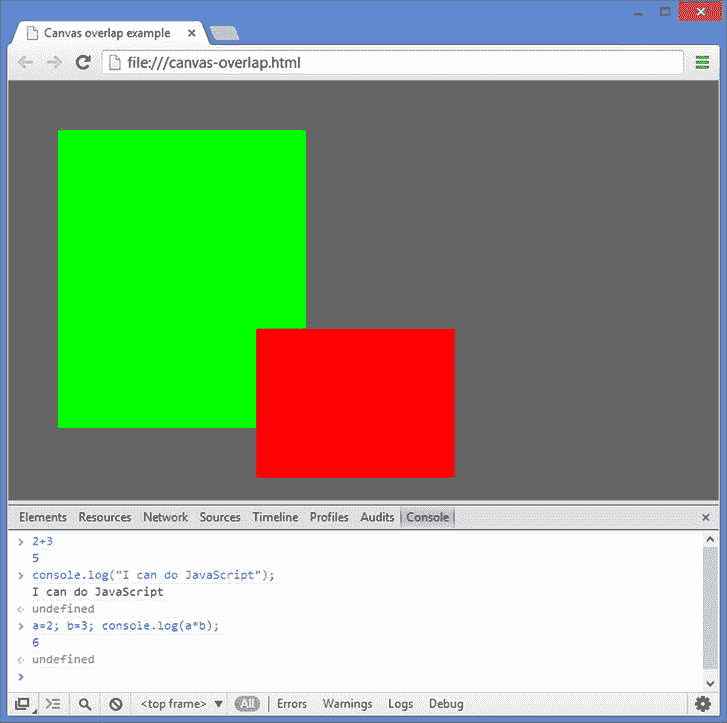 Canvas overlap example
file:///canvas-overlap.html
Elements Resources Network Sources Timeline Profiles Audits Console
> 2+3
5
> console.log("I can do JavaScript");
I can do JavaScript
< undefined
> a=2; b=3; console.log(a*b);
6
< undefined
>
<top frame> ▼ All Errors Warnings Logs Debug